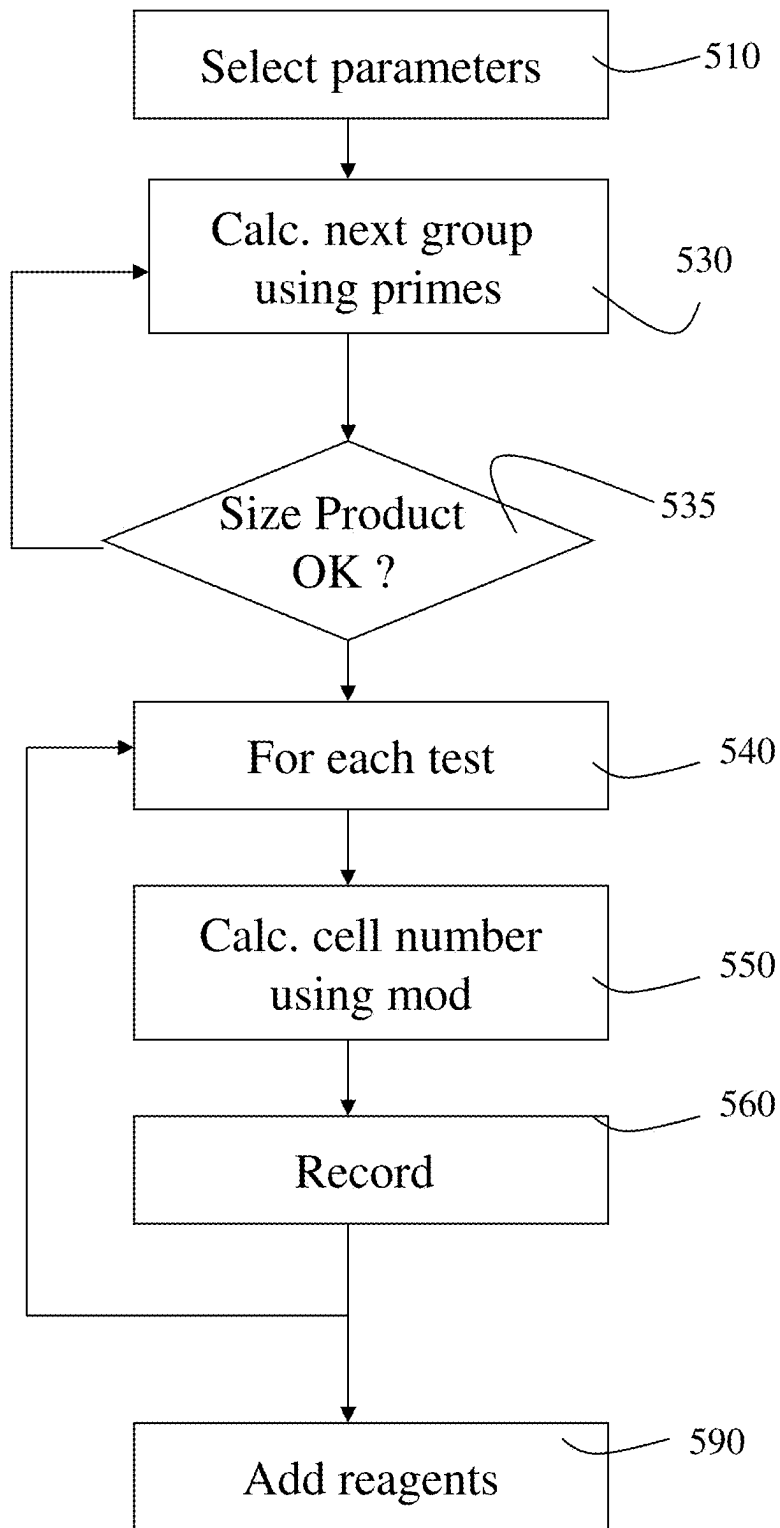 Select parameters
510
Calc. next group
using primes
530
Size Product
OK ?
535
For each test
540
Calc. cell number
using mod
550
560
Record
590
Add reagents